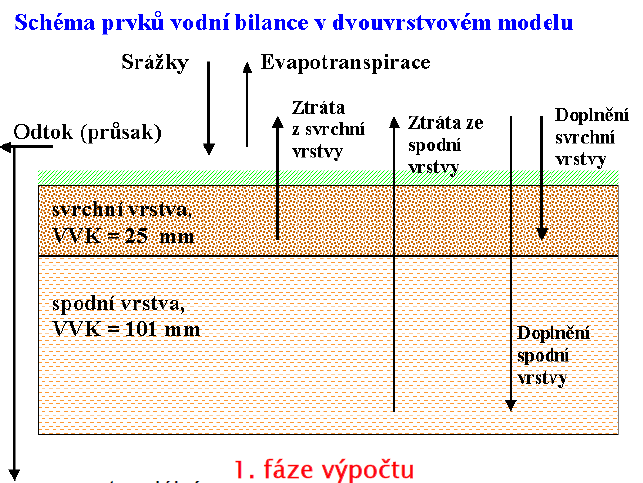 Schéma prvků vodní bilance v dvouvrstvovém modelu
Srážky
Evapotranspirace
Odtok (průsak)
Ztráta
z svrchní
vrstvy
Ztráta ze
spodní
vrstvy
Doplnění
svrchní
vrstvy
svrchní vrstva,
VVK = 25 mm
spodní vrstva,
VVK = 101 mm
Doplnění
spodní
vrstvy
1. fáze výpočtu